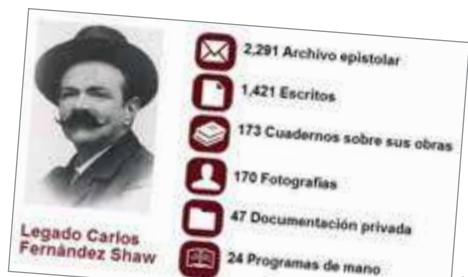 2,291 Archivo epistolar
1,421 Escritos
173 Cuadernos sobre sus obras
170 Fotografías
47 Documentación privada
24 Programas de mano
Legado Carlos
Fernández Shaw